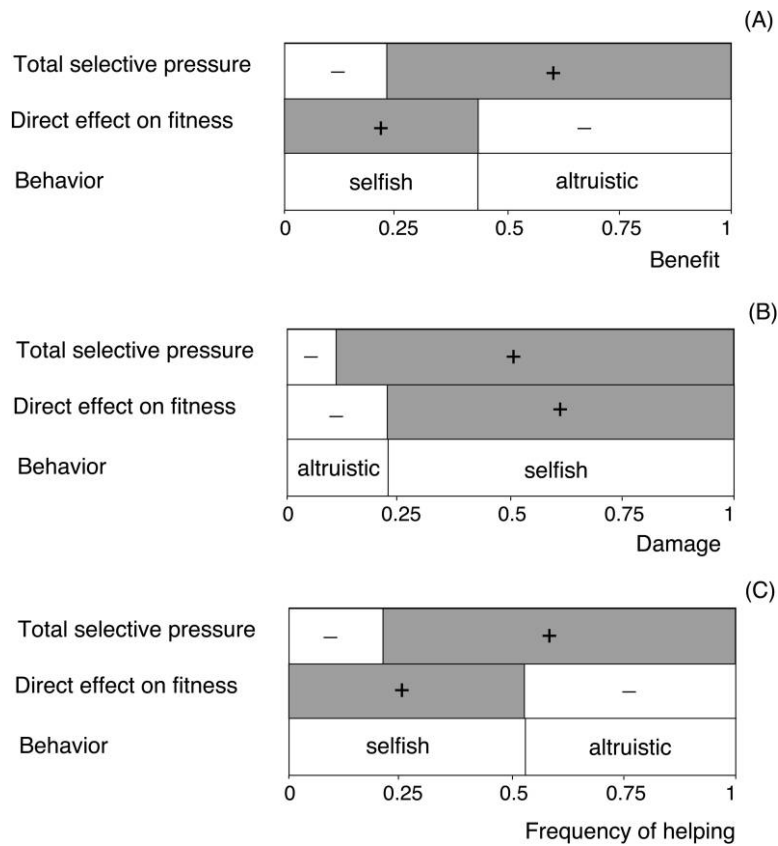 (A)
Total selective pressure – +
Direct effect on fitness + –
Behavior selfish altruistic
0 0.25 0.5 0.75 1
Benefit
(B)
Total selective pressure – +
Direct effect on fitness – +
Behavior altruistic selfish
0 0.25 0.5 0.75 1
Damage
(C)
Total selective pressure – +
Direct effect on fitness + –
Behavior selfish altruistic
0 0.25 0.5 0.75 1
Frequency of helping